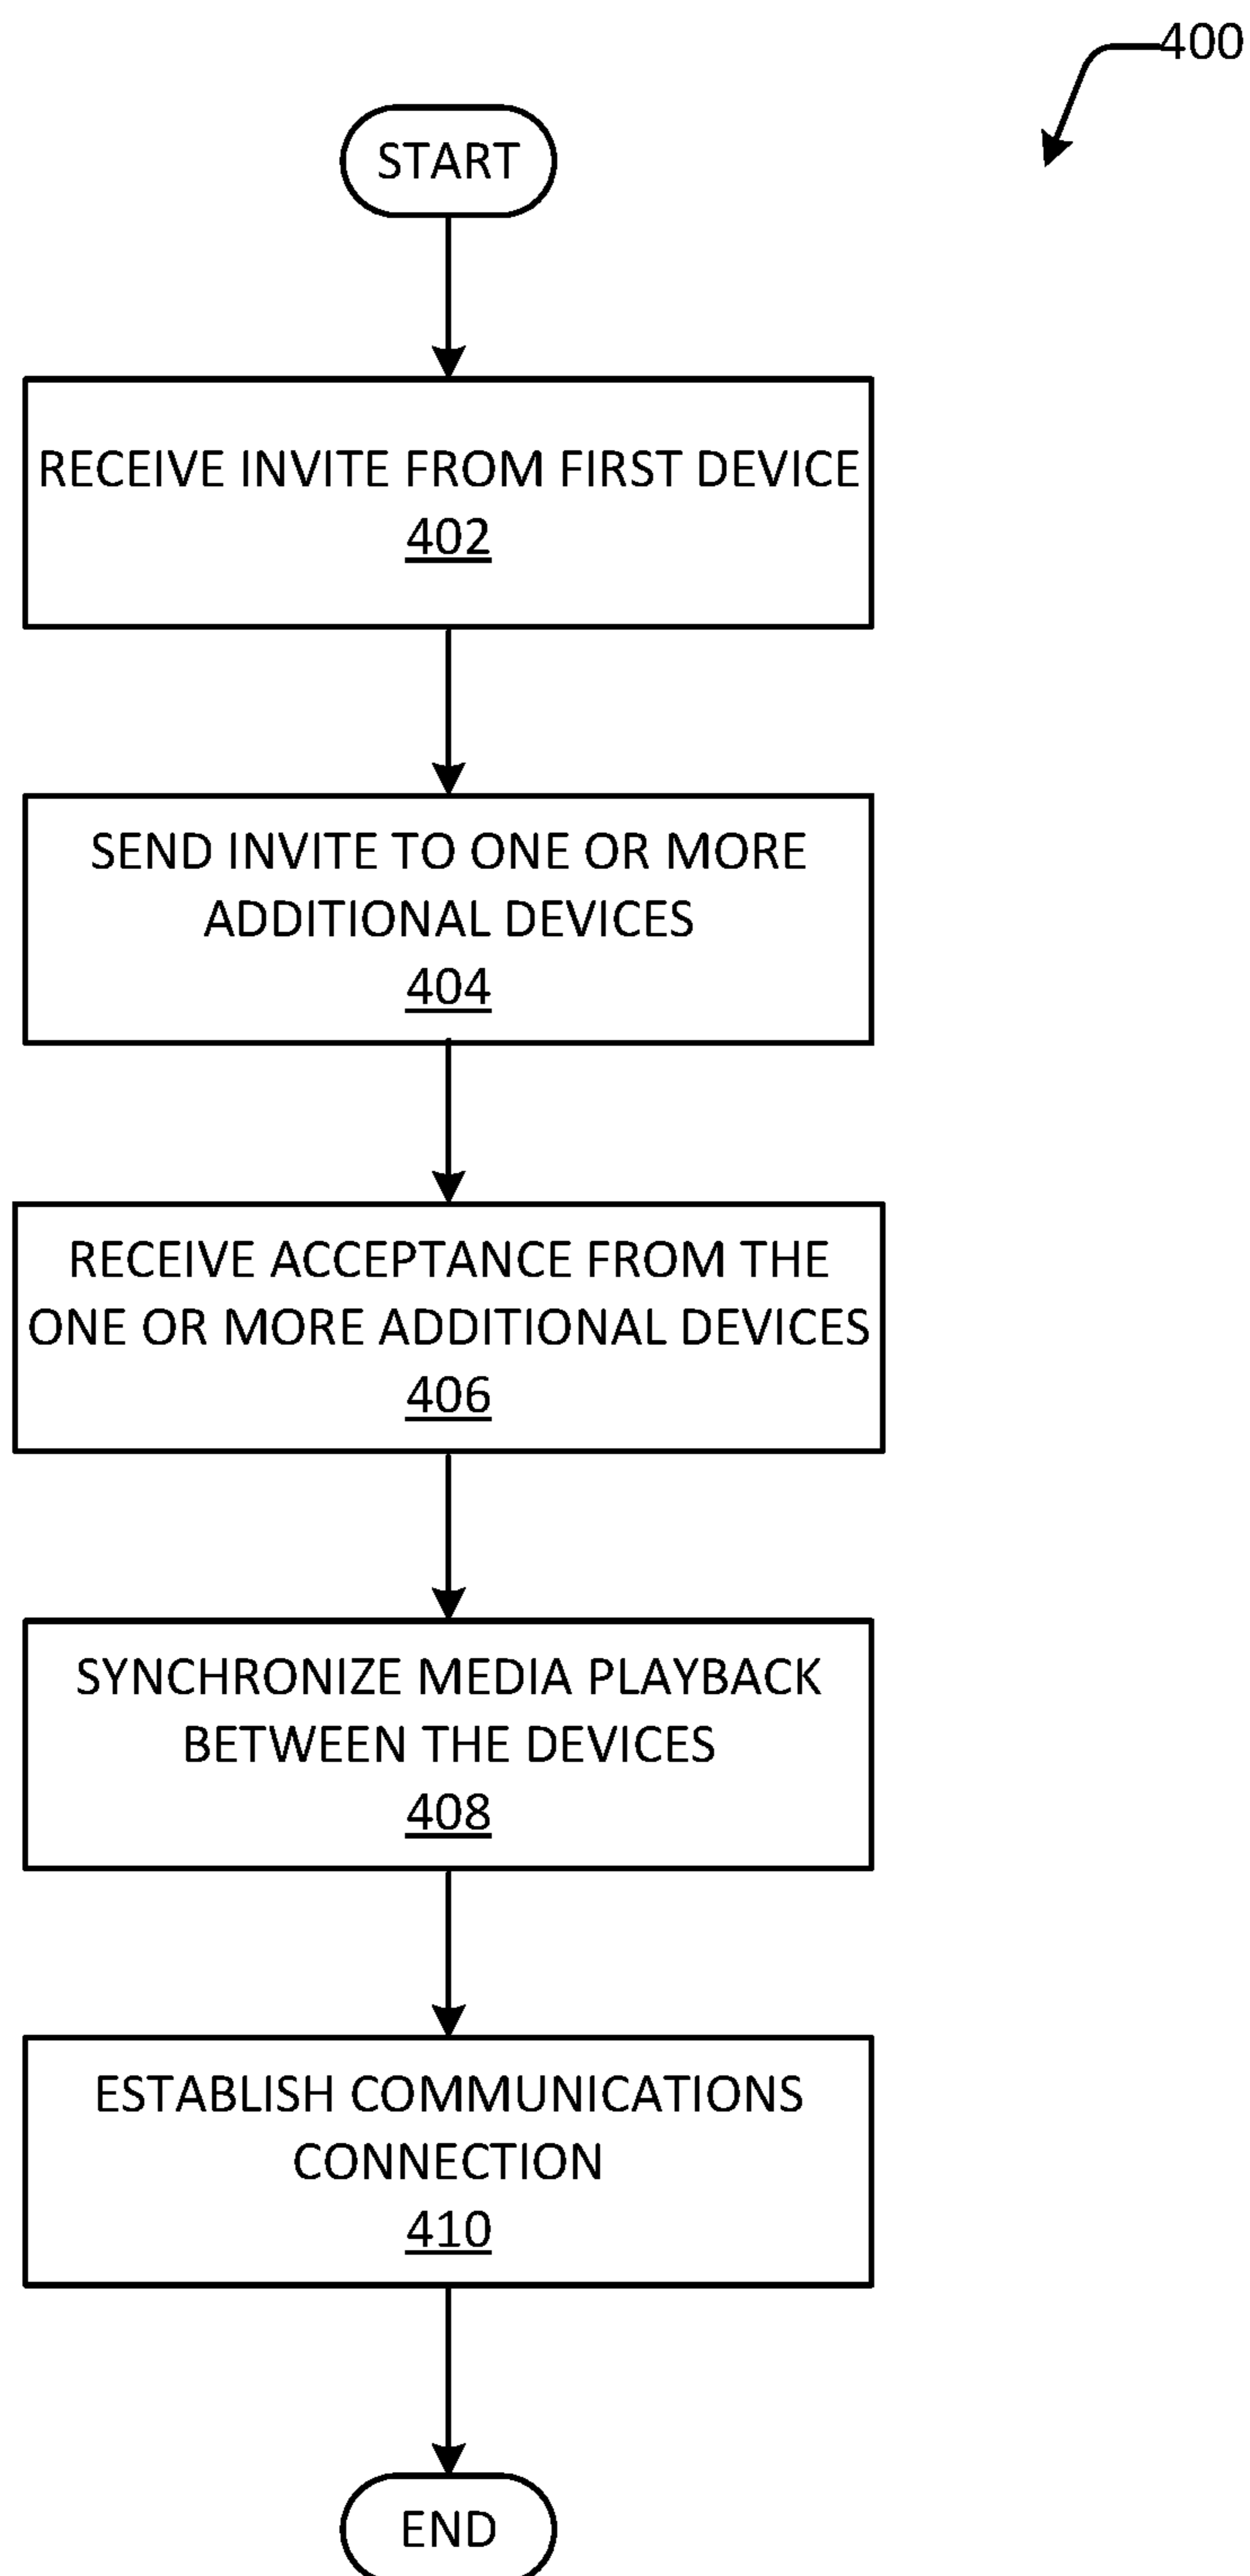 400
START
RECEIVE INVITE FROM FIRST DEVICE
402
SEND INVITE TO ONE OR MORE
ADDITIONAL DEVICES
404
RECEIVE ACCEPTANCE FROM THE
ONE OR MORE ADDITIONAL DEVICES
406
SYNCHRONIZE MEDIA PLAYBACK
BETWEEN THE DEVICES
408
ESTABLISH COMMUNICATIONS
CONNECTION
410
END